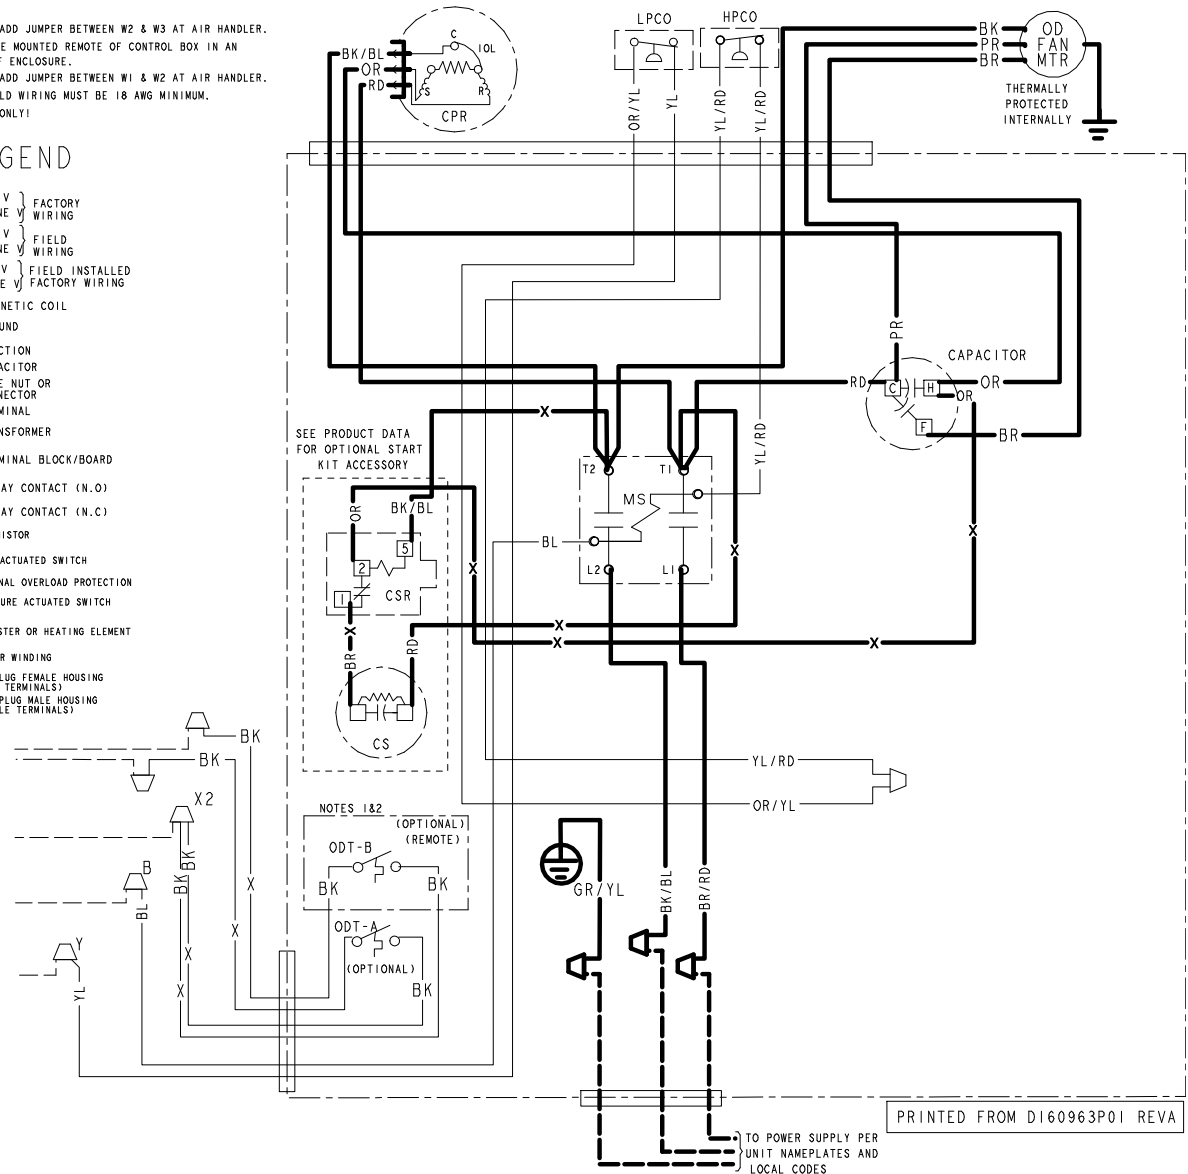 ADD JUMPER BETWEEN W2 & W3 AT AIR HANDLER.
E MOUNTED REMOTE OF CONTROL BOX IN AN
F ENCLOSURE.
ADD JUMPER BETWEEN W1 & W2 AT AIR HANDLER.
LD WIRING MUST BE 18 AWG MINIMUM.
ONLY!
GEND
V
NE V
FACTORY
WIRING
V
NE V
FIELD
WIRING
V
E V
FIELD INSTALLED
FACTORY WIRING
NETIC COIL
UND
CTION
ACITOR
E NUT OR
NNECTOR
MINAL
NSFORMER
MINAL BLOCK/BOARD
AY CONTACT (N.O)
AY CONTACT (N.C)
ISTOR
ACTUATED SWITCH
NAL OVERLOAD PROTECTION
URE ACTUATED SWITCH
STER OR HEATING ELEMENT
R WINDING
LUG FEMALE HOUSING
TERMINALS)
PLUG MALE HOUSING
LE TERMINALS)
BK/BL
OR
RD
C
IOL
S
R
CPR
LPCO
HPCO
OR/YL
YL
YL/RD
YL/RD
BK
PR
BR
OD
FAN
MTR
THERMALLY
PROTECTED
INTERNALLY
PR
CAPACITOR
RD
C
H
OR
OR
F
BR
X
SEE PRODUCT DATA
FOR OPTIONAL START
KIT ACCESSORY
YL/RD
T2
T1
MS
BL
L2
L1
OR
BK/BL
5
2
1
CSR
X
X
X
X
X
X
X
BR
RD
CS
BK
BK
X2
BK
BK
B
BL
Y
YL
X
X
X
X
NOTES 1&2
(OPTIONAL)
(REMOTE)
ODT-B
BK
BK
ODT-A
(OPTIONAL)
BK
YL/RD
OR/YL
GR/YL
BK/BL
BR/RD
PRINTED FROM D160963P01 REVA
TO POWER SUPPLY PER
UNIT NAMEPLATES AND
LOCAL CODES